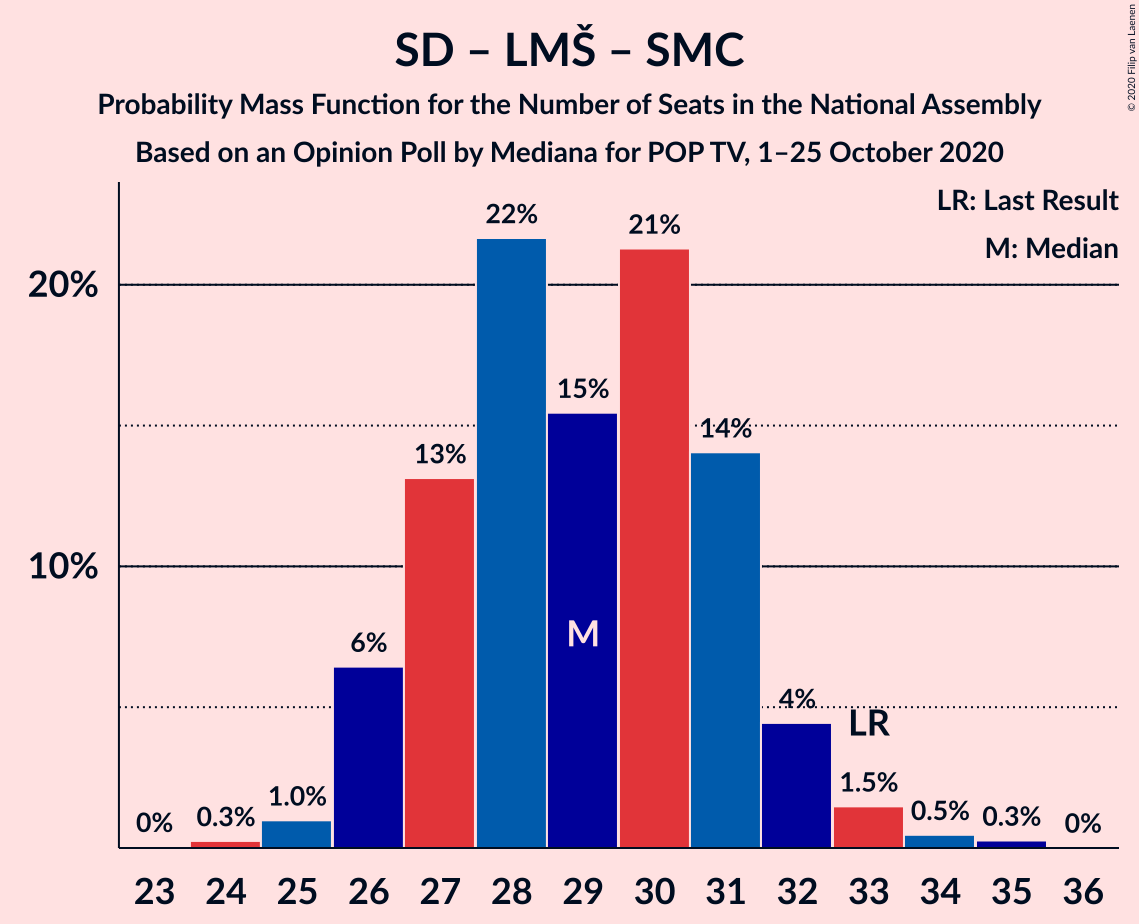 SD – LMŠ – SMC
Probability Mass Function for the Number of Seats in the National Assembly
Based on an Opinion Poll by Mediana for POP TV, 1–25 October 2020
© 2020 Filip van Laenen
LR: Last Result
M: Median
20%
10%
0%
0.3%
1.0%
6%
13%
22%
15%
21%
14%
4%
1.5%
0.5%
0.3%
0%
M
LR
23 24 25 26 27 28 29 30 31 32 33 34 35 36